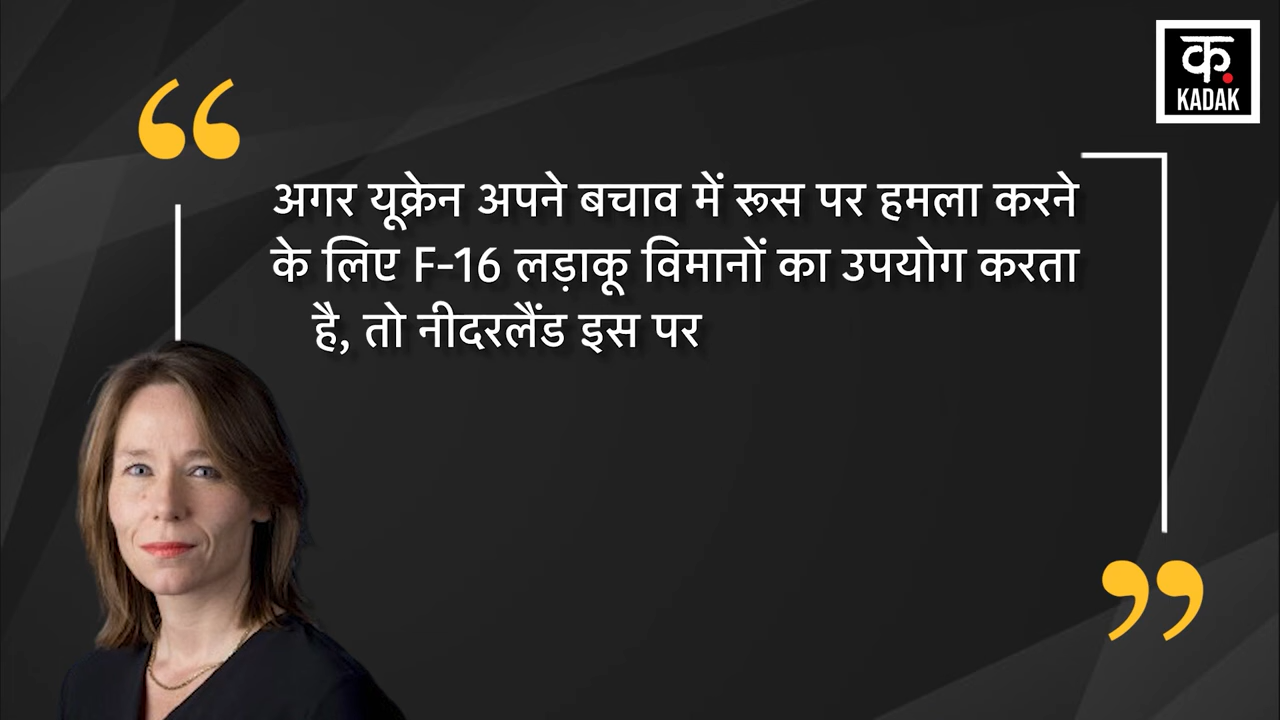 क.
KADAK
अगर यूक्रेन अपने बचाव में रूस पर हमला करने
के लिए F-16 लड़ाकू विमानों का उपयोग करता
है, तो नीदरलैंड इस पर